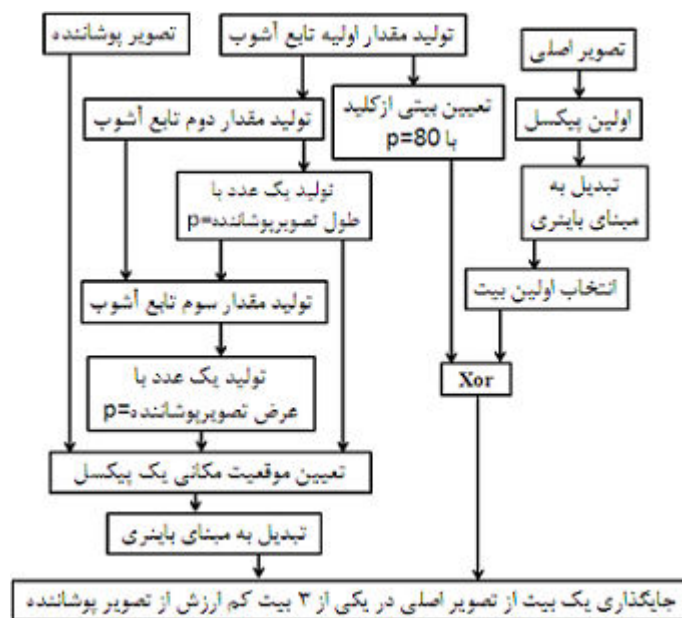 تصویر پوشاننده
تولید مقدار اولیه تابع آشوب
تصویر اصلی
تولید مقدار دوم تابع آشوب
تعیین بیتی ازکلید
با p=80
اولین پیکسل
تولید یک عدد با
طول تصویرپوشاننده=p
تبدیل به
مبنای باینری
تولید مقدار سوم تابع آشوب
انتخاب اولین بیت
تولید یک عدد با
عرض تصویرپوشاننده=p
Xor
تعیین موقعیت مکانی یک پیکسل
تبدیل به مبنای باینری
جایگذاری یک بیت از تصویر اصلی در یکی از ۳ بیت کم ارزش از تصویر پوشاننده